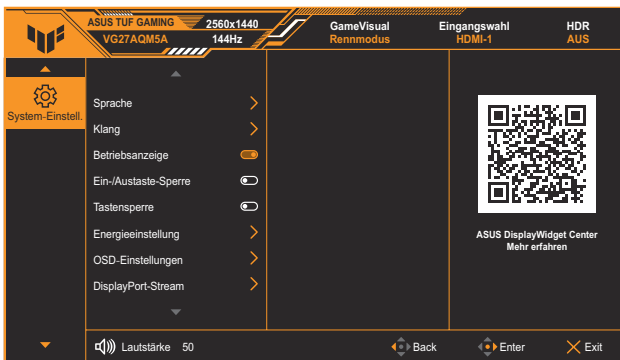 ASUS TUF GAMING 2560x1440
VG27AQM5A 144Hz
GameVisual
Rennmodus
Eingangswahl
HDMI-1
HDR
AUS
System-Einstell.
Sprache
Klang
Betriebsanzeige
Ein-/Austaste-Sperre
Tastensperre
Energieeinstellung
OSD-Einstellungen
DisplayPort-Stream
ASUS DisplayWidget Center
Mehr erfahren
Lautstärke 50
Back
Enter
Exit